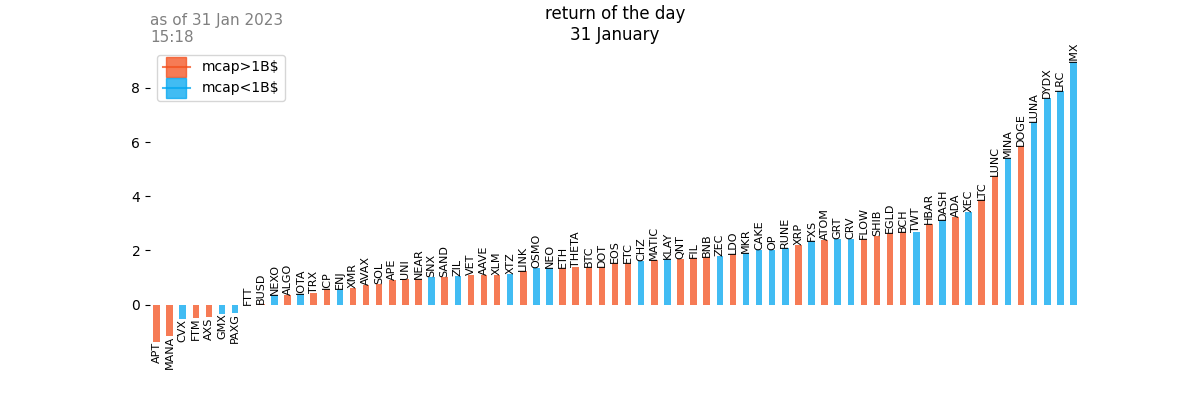 as of 31 Jan 2023
15:18
return of the day
31 January
mcap>1B$
mcap<1B$
8
6
4
2
0
APT
MANA
CVX
FTM
AXS
GMX
PAXG
FTT
BUSD
NEXO
ALGO
IOTA
TRX
ICP
ENJ
XMR
AVAX
SOL
APE
UNI
NEAR
SNX
SAND
ZIL
VET
AAVE
XLM
XTZ
LINK
OSMO
NEO
ETH
THETA
BTC
DOT
EOS
ETC
CHZ
MATIC
KLAY
QNT
FIL
BNB
ZEC
LDO
MKR
CAKE
OP
RUNE
XRP
FXS
ATOM
GRT
CRV
FLOW
SHIB
EGLD
BCH
TWT
HBAR
DASH
ADA
XEC
LTC
LUNC
MINA
DOGE
LUNA
DYDX
LRC
IMX